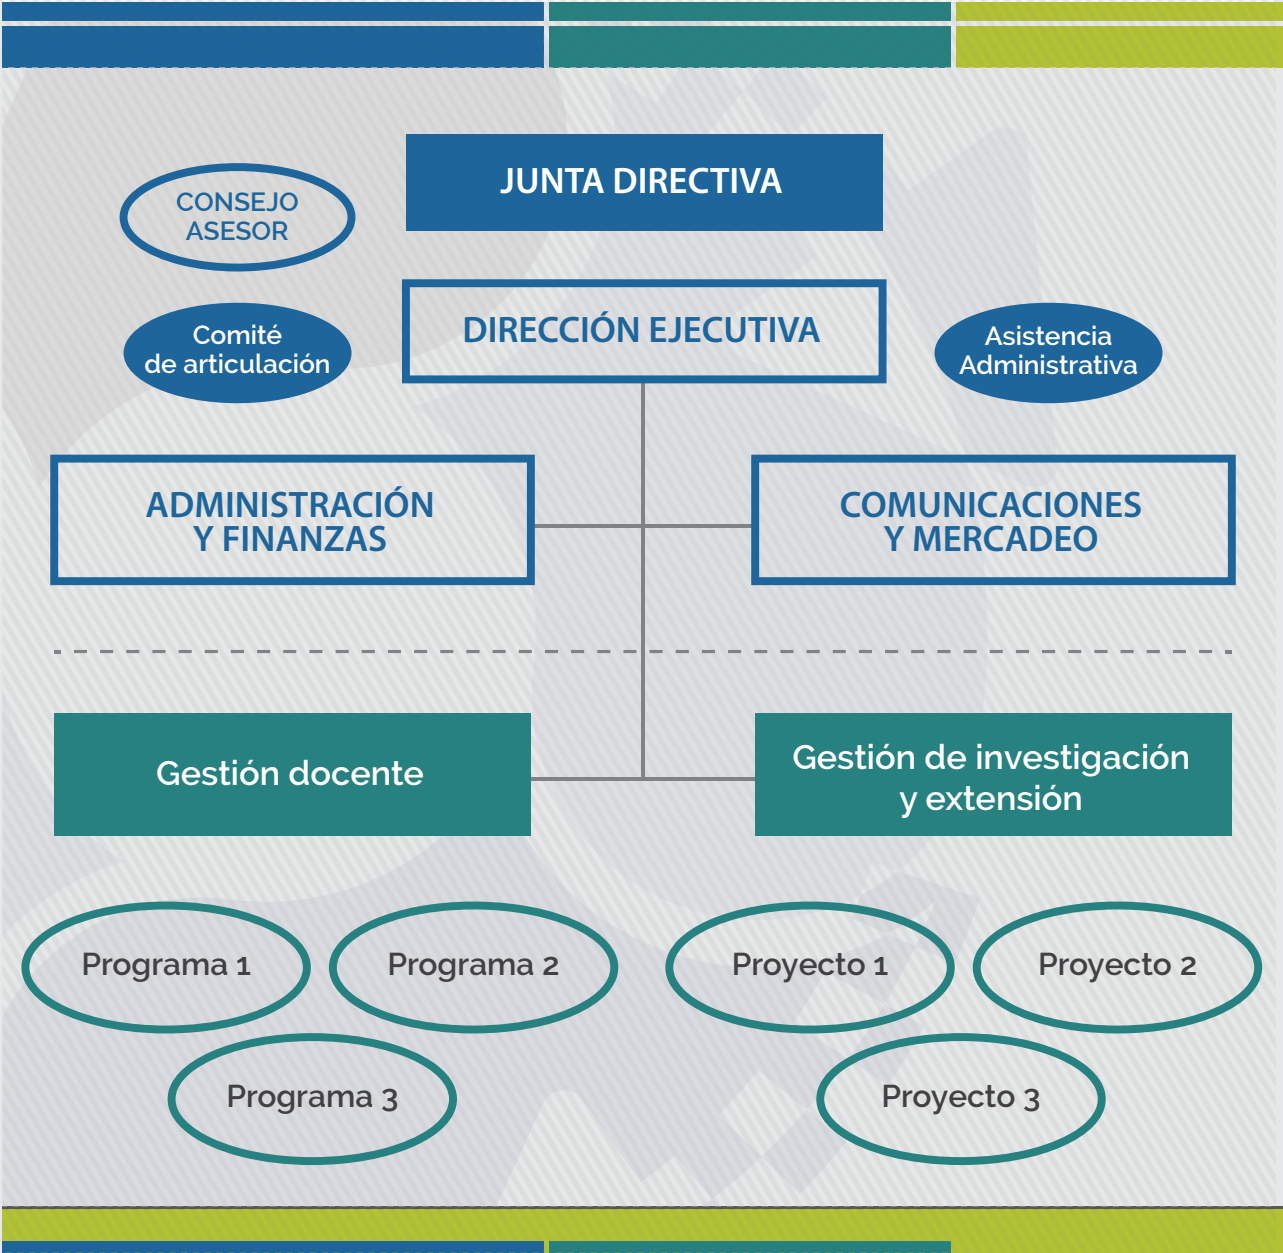 JUNTA DIRECTIVA
CONSEJO
ASESOR
DIRECCIÓN EJECUTIVA
Comité
de articulación
Asistencia
Administrativa
ADMINISTRACIÓN
Y FINANZAS
COMUNICACIONES
Y MERCADEO
Gestión docente
Gestión de investigación
y extensión
Programa 1
Programa 2
Proyecto 1
Proyecto 2
Programa 3
Proyecto 3